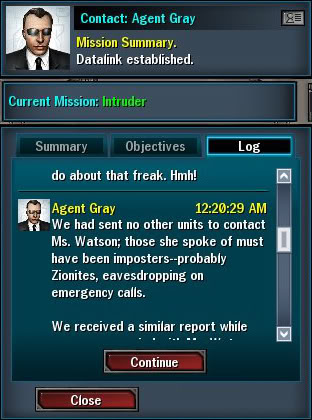 Contact: Agent Gray
Mission Summary.
Datalink established.
Current Mission: Intruder
Summary
Objectives
Log
do about that freak. Hmh!
Agent Gray 12:20:29 AM
We had sent no other units to contact
Ms. Watson; those she spoke of must
have been imposters--probably
Zionites, eavesdropping on
emergency calls.
We received a similar report while
Continue
Close